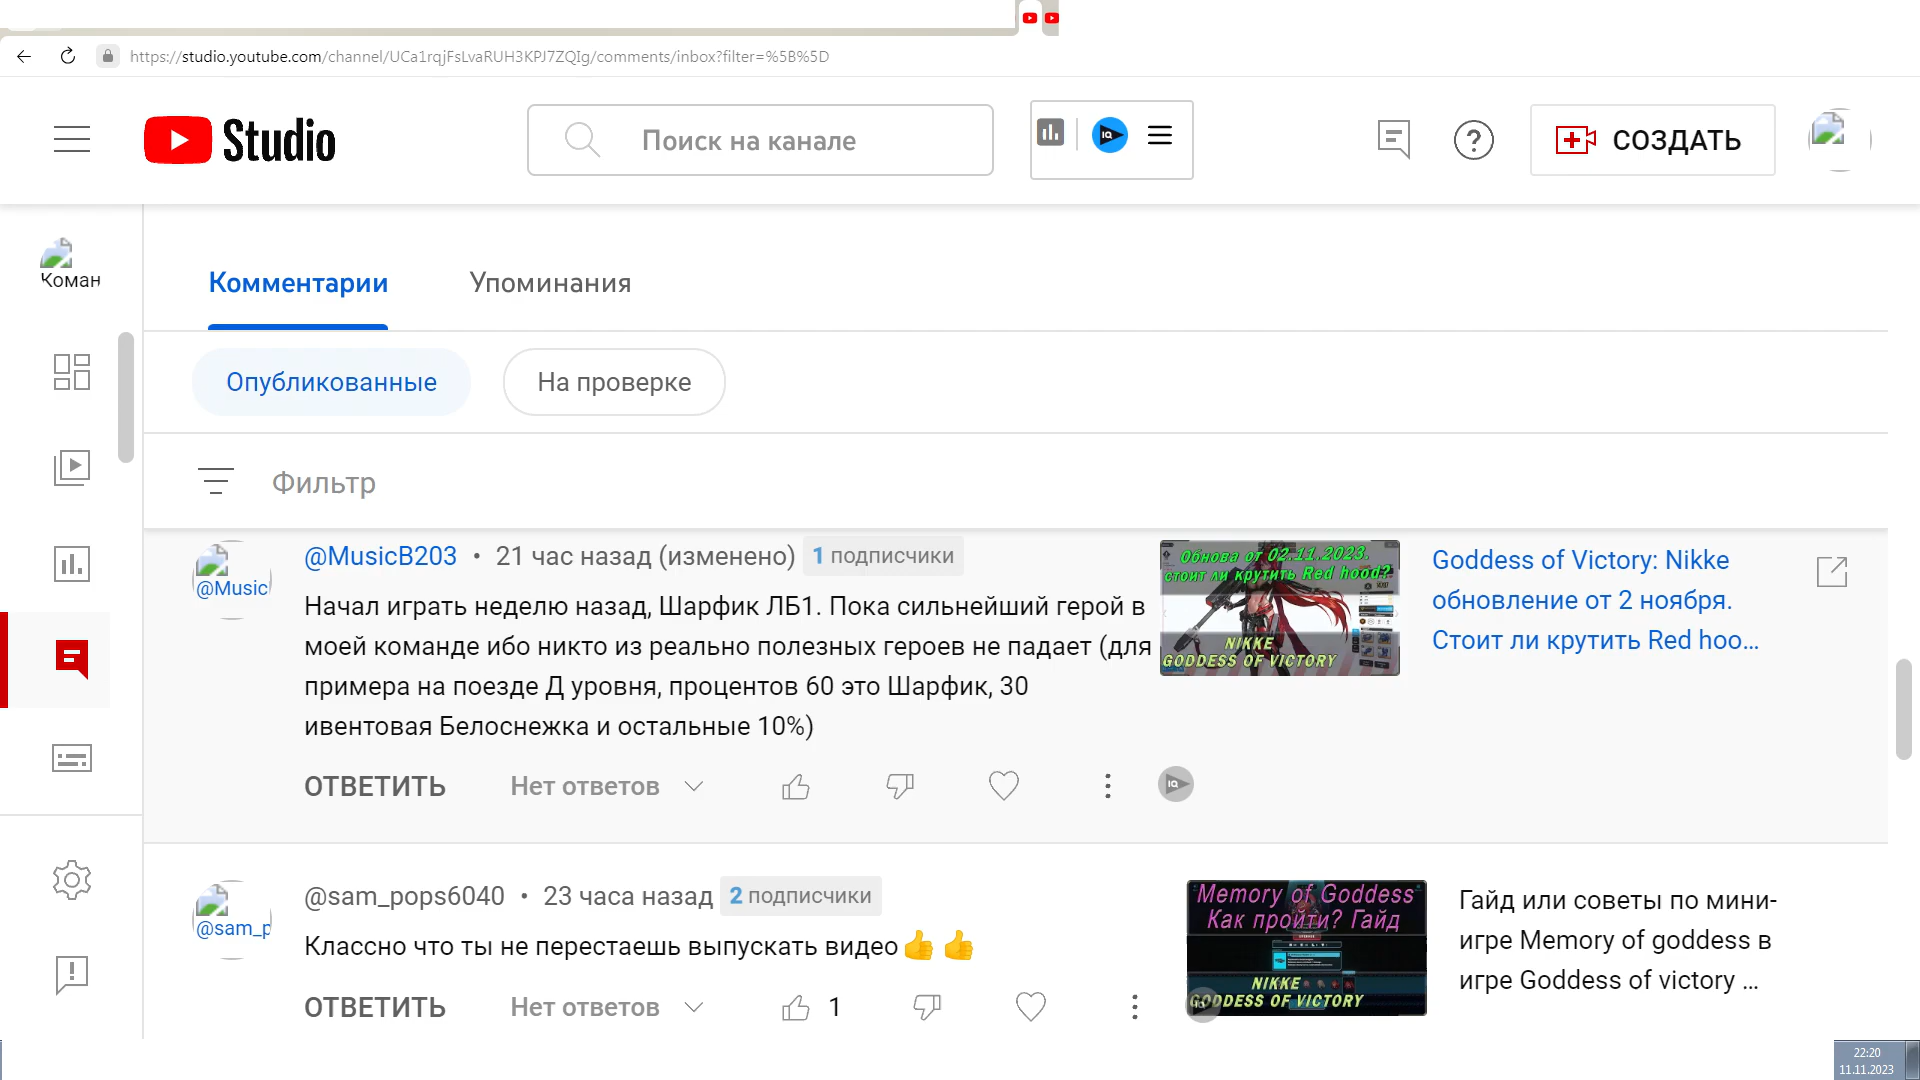 https://studio.youtube.com/channel/UCa1rqjFsLvaRUH3KPJ7ZQIg/comments/inbox?filter=%5B%5D
Studio
Поиск на канале
IQ
СОЗДАТЬ
Коман
Комментарии
Упоминания
Опубликованные
На проверке
Фильтр
@Music
@MusicB203 • 21 час назад (изменено) 1 подписчики
Начал играть неделю назад, Шарфик ЛБ1. Пока сильнейший герой в
моей команде ибо никто из реально полезных героев не падает (для
примера на поезде Д уровня, процентов 60 это Шарфик, 30
ивентовая Белоснежка и остальные 10%)
ОТВЕТИТЬ
Нет ответов
IQ
Обнова от 02.11.2023.
стоит ли крутить Red hood?
NIKKE
GODDESS OF VICTORY
Goddess of Victory: Nikke
обновление от 2 ноября.
Стоит ли крутить Red hoo...
@sam_p
@sam_pops6040 • 23 часа назад 2 подписчики
Классно что ты не перестаешь выпускать видео👍 👍
ОТВЕТИТЬ
Нет ответов
1
Memory of Goddess
Как пройти? Гайд
NIKKE
GODDESS OF VICTORY
Гайд или советы по мини-
игре Memory of goddess в
игре Goddess of victory ...
22:20
11.11.2023